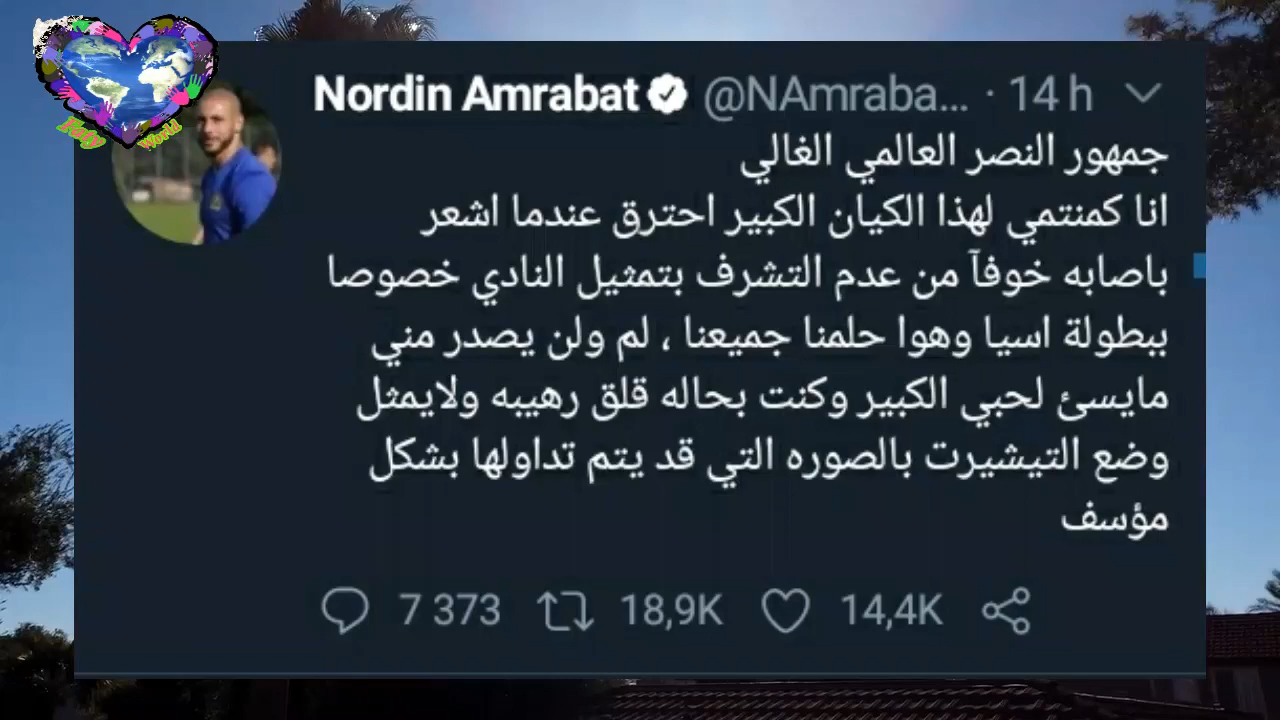 Yafy World
Nordin Amrabat @NAmraba... · 14 h
جمهور النصر العالمي الغالي
انا كمنتمي لهذا الكيان الكبير احترق عندما اشعر
باصابه خوفآ من عدم التشرف بتمثيل النادي خصوصا
ببطولة اسيا وهوا حلمنا جميعنا ، لم ولن يصدر مني
مايسئ لحبي الكبير وكنت بحاله قلق رهيبه ولايمثل
وضع التيشيرت بالصوره التي قد يتم تداولها بشكل
مؤسف
7 373 18,9K 14,4K